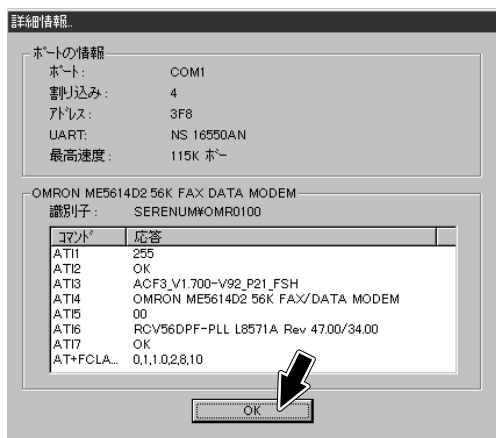 詳細情報..
ポートの情報
ポート: COM1
割り込み: 4
アドレス: 3F8
UART: NS 16550AN
最高速度: 115K ボー
OMRON ME5614D2 56K FAX DATA MODEM
識別子: SERENUM¥OMR0100
コマンド 応答
ATI1 255
ATI2 OK
ATI3 ACF3_V1.700-V92_P21_FSH
ATI4 OMRON ME5614D2 56K FAX/DATA MODEM
ATI5 00
ATI6 RCV56DPF-PLL L8571A Rev 47.00/34.00
ATI7 OK
AT+FCLA... 0,1,1.0,2,8,10
OK